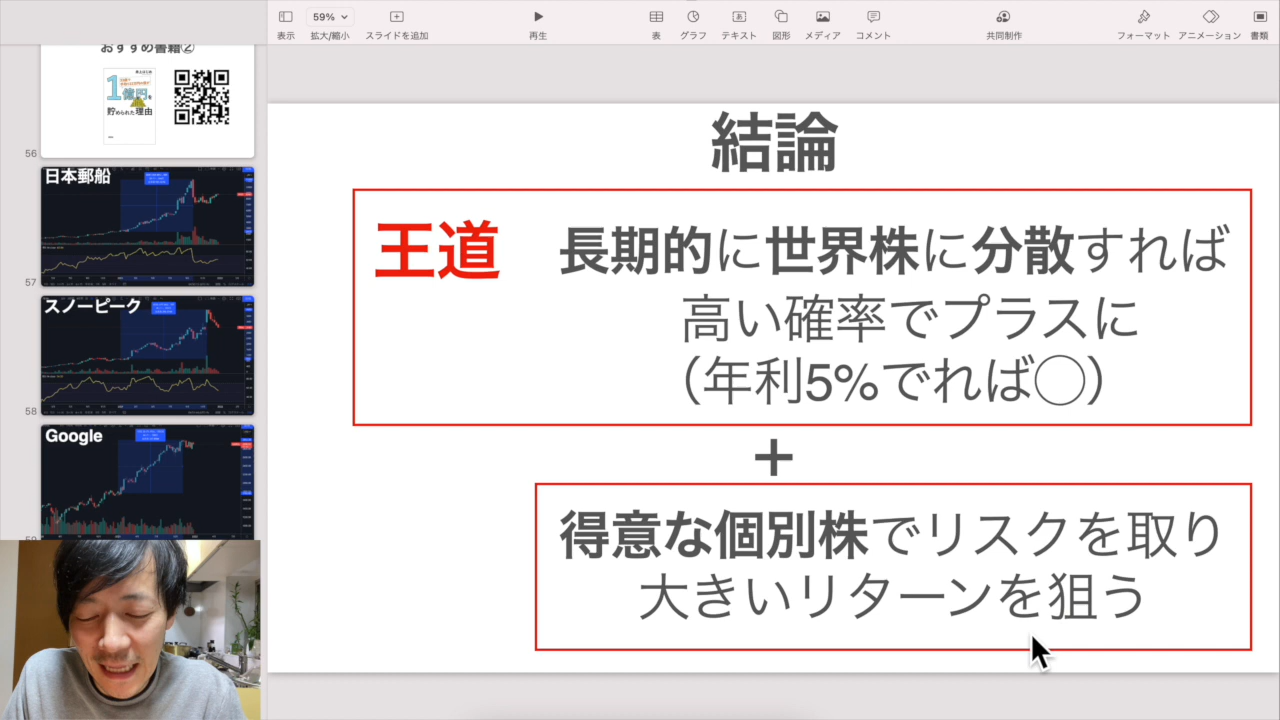 59%
表示
拡大/縮小
スライドを追加
再生
表
グラフ
テキスト
図形
メディア
コメント
共同制作
フォーマット
アニメーション
書類
おすすめ書籍②
1億円を
貯められた理由
56
日本郵船
57
スノーピーク
58
Google
結論
王道
長期的に世界株に分散すれば
高い確率でプラスに
（年利5%でれば◯）
+
得意な個別株でリスクを取り
大きいリターンを狙う